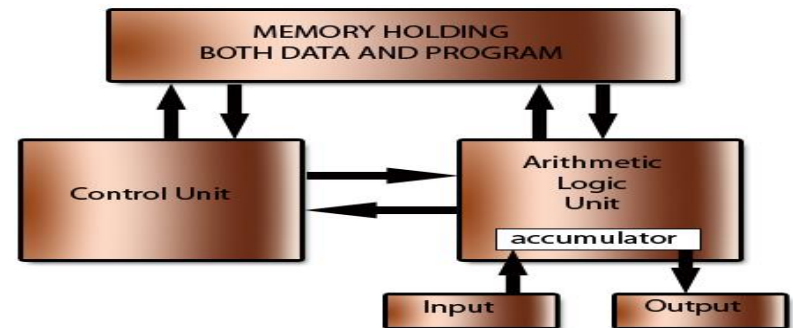 MEMORY HOLDING
BOTH DATA AND PROGRAM
Control Unit
Arithmetic
Logic
Unit
accumulator
Input
Output